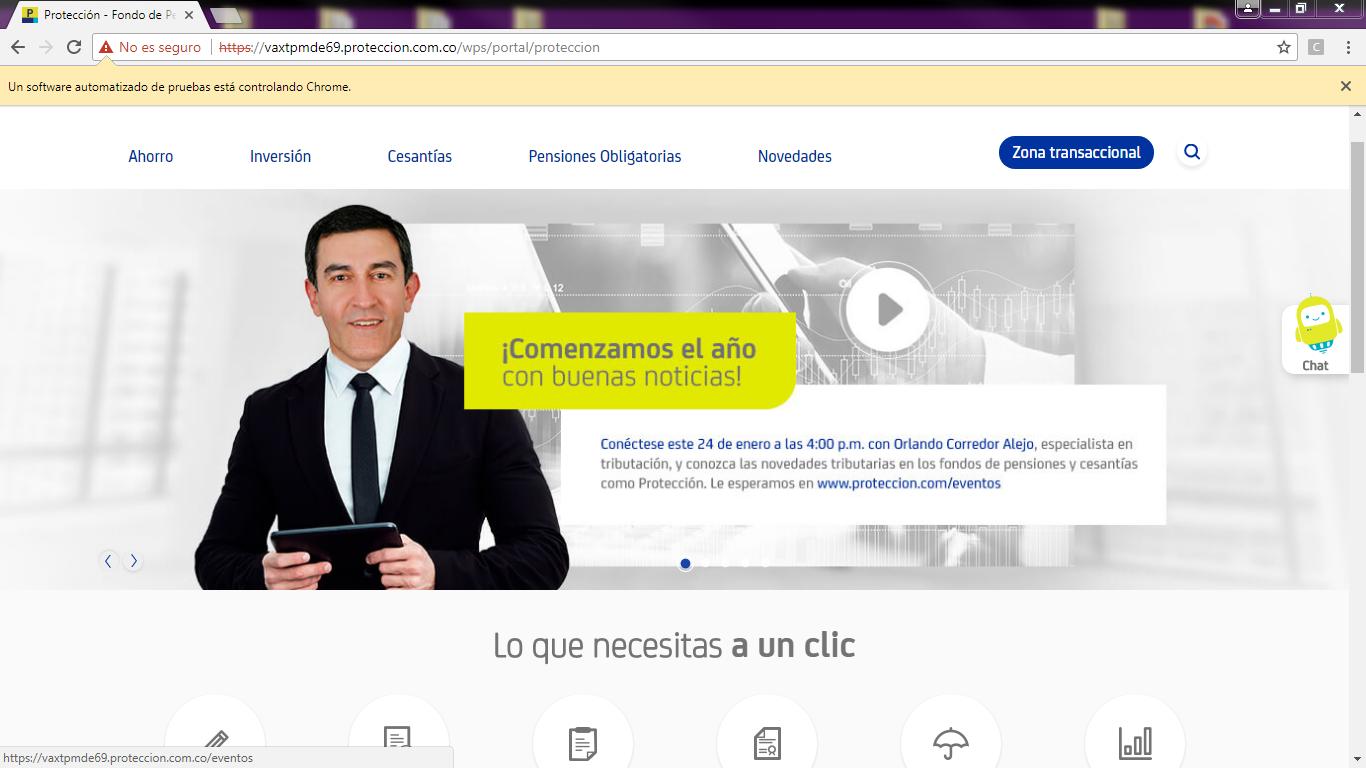 Protección - Fondo de Pe
No es seguro
https://vaxtpmde69.proteccion.com.co/wps/portal/proteccion
C
Un software automatizado de pruebas está controlando Chrome.
Ahorro
Inversión
Cesantías
Pensiones Obligatorias
Novedades
Zona transaccional
¡Comenzamos el año
con buenas noticias!
Conéctese este 24 de enero a las 4:00 p.m. con Orlando Corredor Alejo, especialista en
tributación, y conozca las novedades tributarias en los fondos de pensiones y cesantías
como Protección. Le esperamos en www.proteccion.com/eventos
Chat
Lo que necesitas a un clic
https://vaxtpmde69.proteccion.com.co/eventos